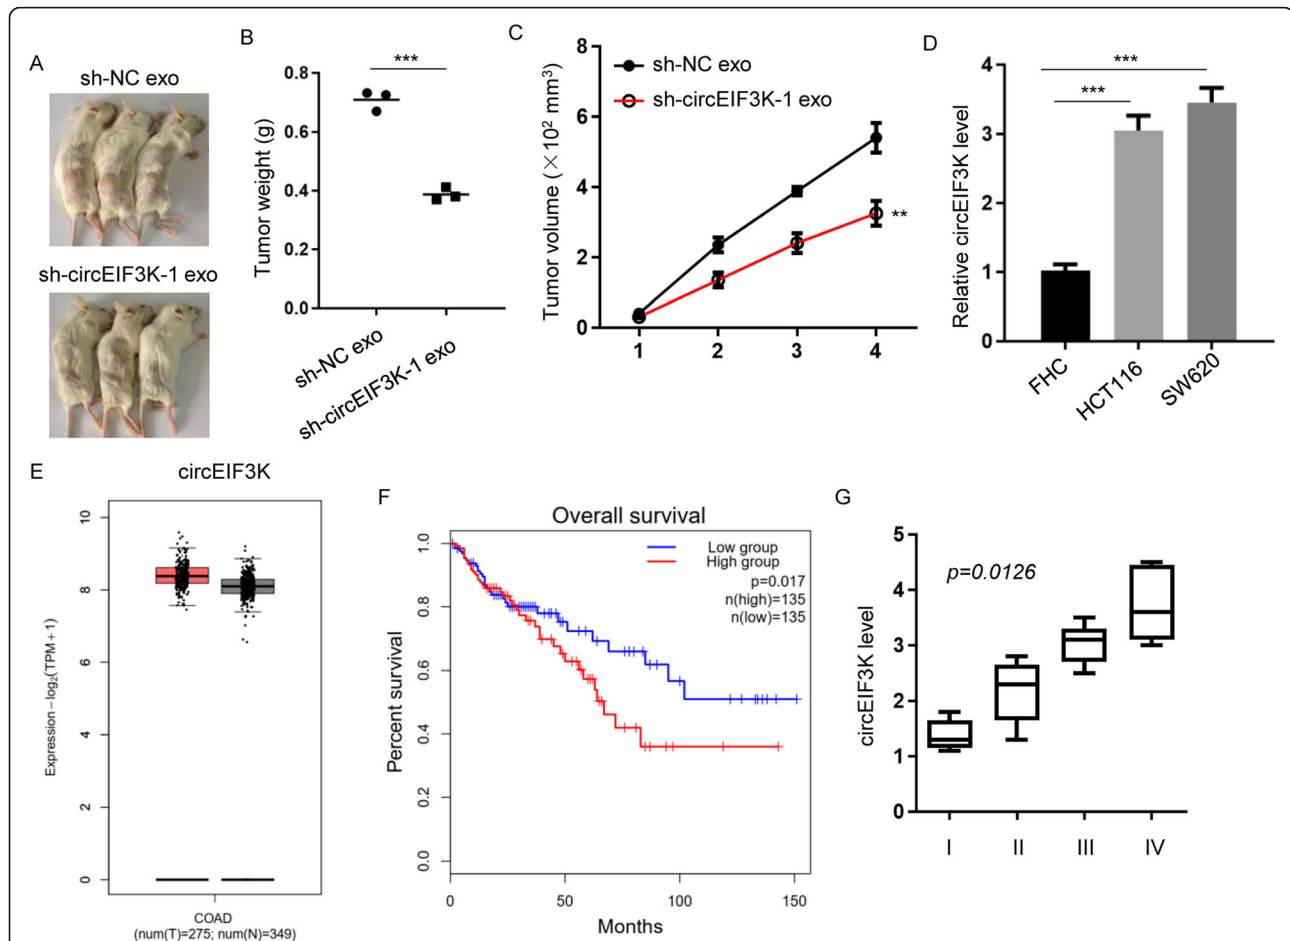 A
sh-NC exo
sh-circEIF3K-1 exo
B
***
0.8
0.6
0.4
0.2
0.0
Tumor weight (g)
sh-NC exo
sh-circEIF3K-1 exo
C
sh-NC exo
sh-circEIF3K-1 exo
8
6
4
2
0
Tumor volume (×10² mm³)
**
1 2 3 4
D
***
***
4
3
2
1
0
Relative circEIF3K level
FHC
HCT116
SW620
E
circEIF3K
10
8
6
4
2
0
Expression − log₂(TPM + 1)
COAD
(num(T)=275; num(N)=349)
F
Overall survival
Low group
High group
p=0.017
n(high)=135
n(low)=135
1.0
0.8
0.6
0.4
0.2
0.0
Percent survival
0 50 100 150
Months
G
p=0.0126
5
4
3
2
1
0
circEIF3K level
I II III IV